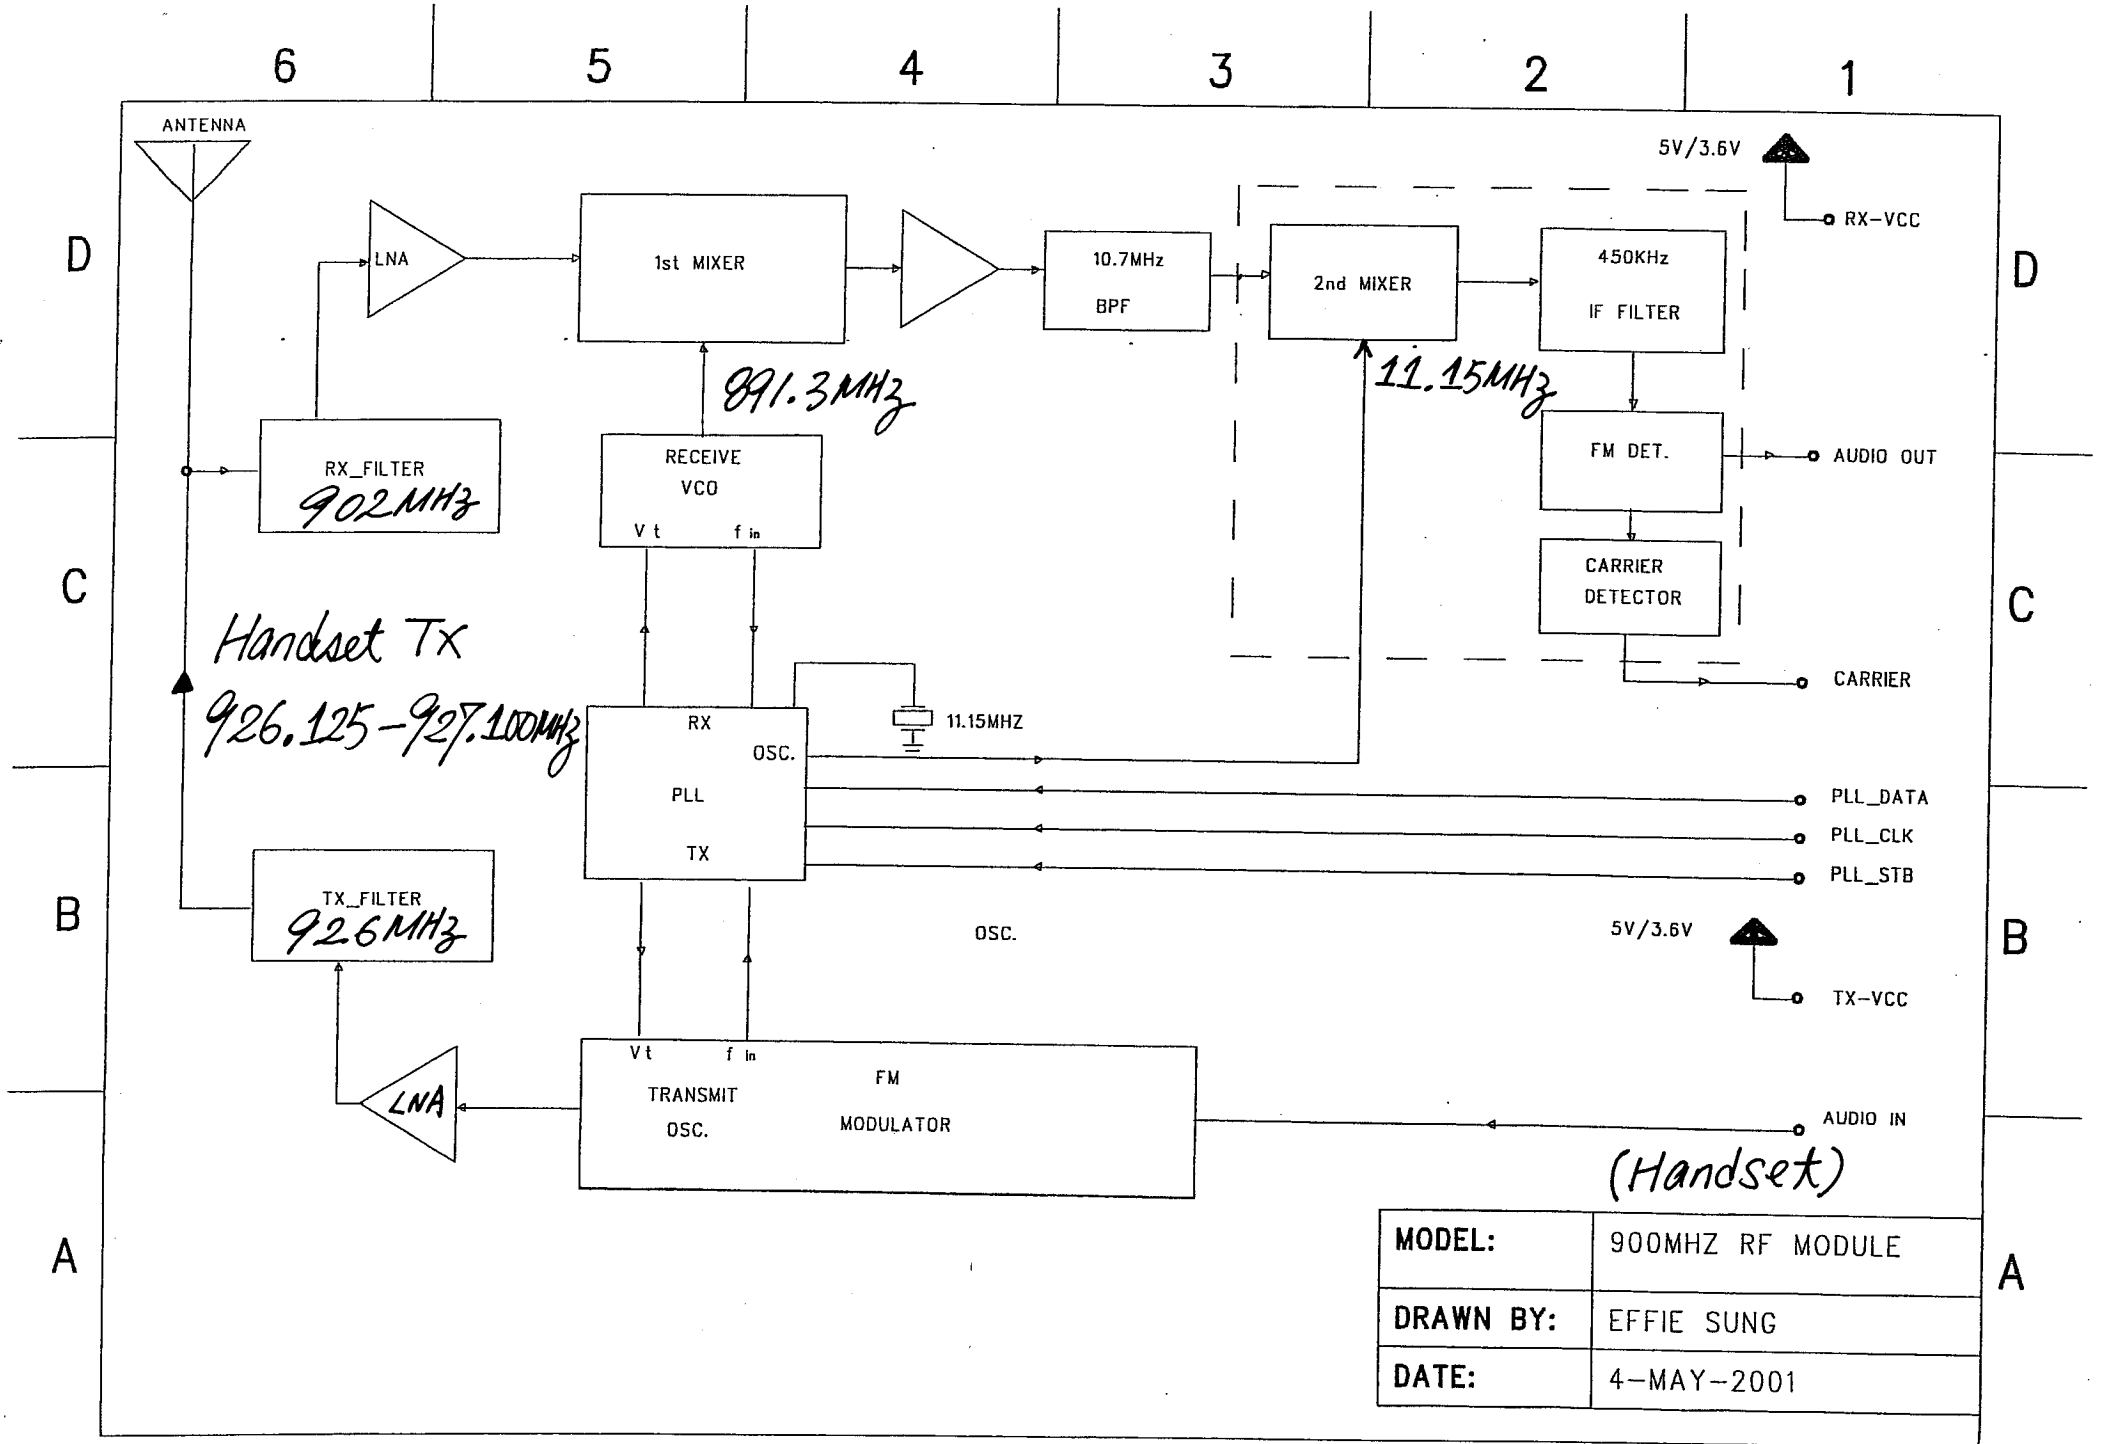 6 5 4 3 2 1
ANTENNA
5V/3.6V
RX-VCC
D
LNA
1st MIXER
10.7MHz
BPF
2nd MIXER
450KHz
IF FILTER
D
891.3MHz
11.15MHz
RX_FILTER
902MHz
RECEIVE
VCO
Vt f in
FM DET.
AUDIO OUT
C
CARRIER
DETECTOR
C
Handset TX
926.125-927.100MHz
CARRIER
RX
OSC.
PLL
TX
11.15MHZ
PLL_DATA
PLL_CLK
PLL_STB
B
TX_FILTER
926MHz
OSC.
5V/3.6V
B
TX-VCC
Vt f in
TRANSMIT
OSC.
FM
MODULATOR
LNA
AUDIO IN
(Handset)
A
MODEL: 900MHZ RF MODULE
A
DRAWN BY: EFFIE SUNG
DATE: 4-MAY-2001